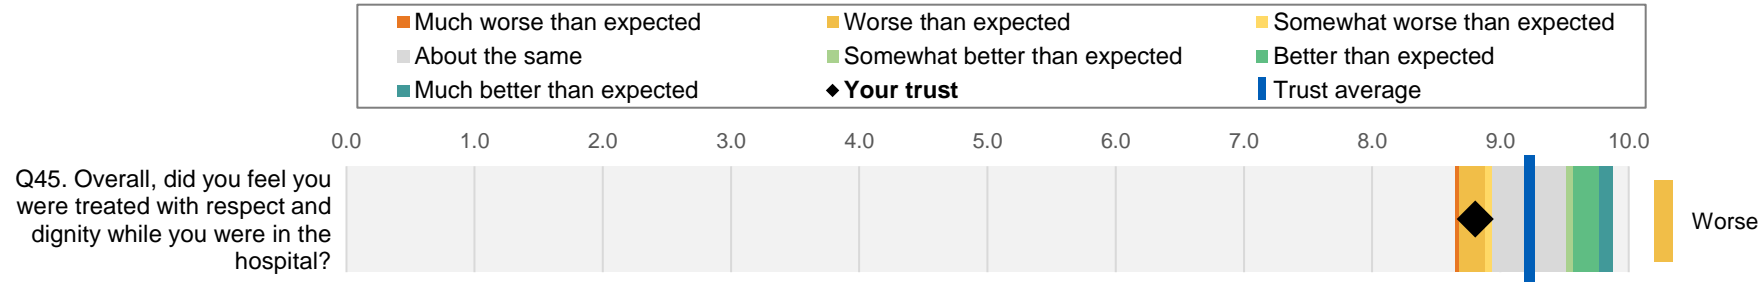 Much worse than expected
Worse than expected
Somewhat worse than expected
About the same
Somewhat better than expected
Better than expected
Much better than expected
Your trust
Trust average
0.0 1.0 2.0 3.0 4.0 5.0 6.0 7.0 8.0 9.0 10.0
Q45. Overall, did you feel you
were treated with respect and
dignity while you were in the
hospital?
Worse